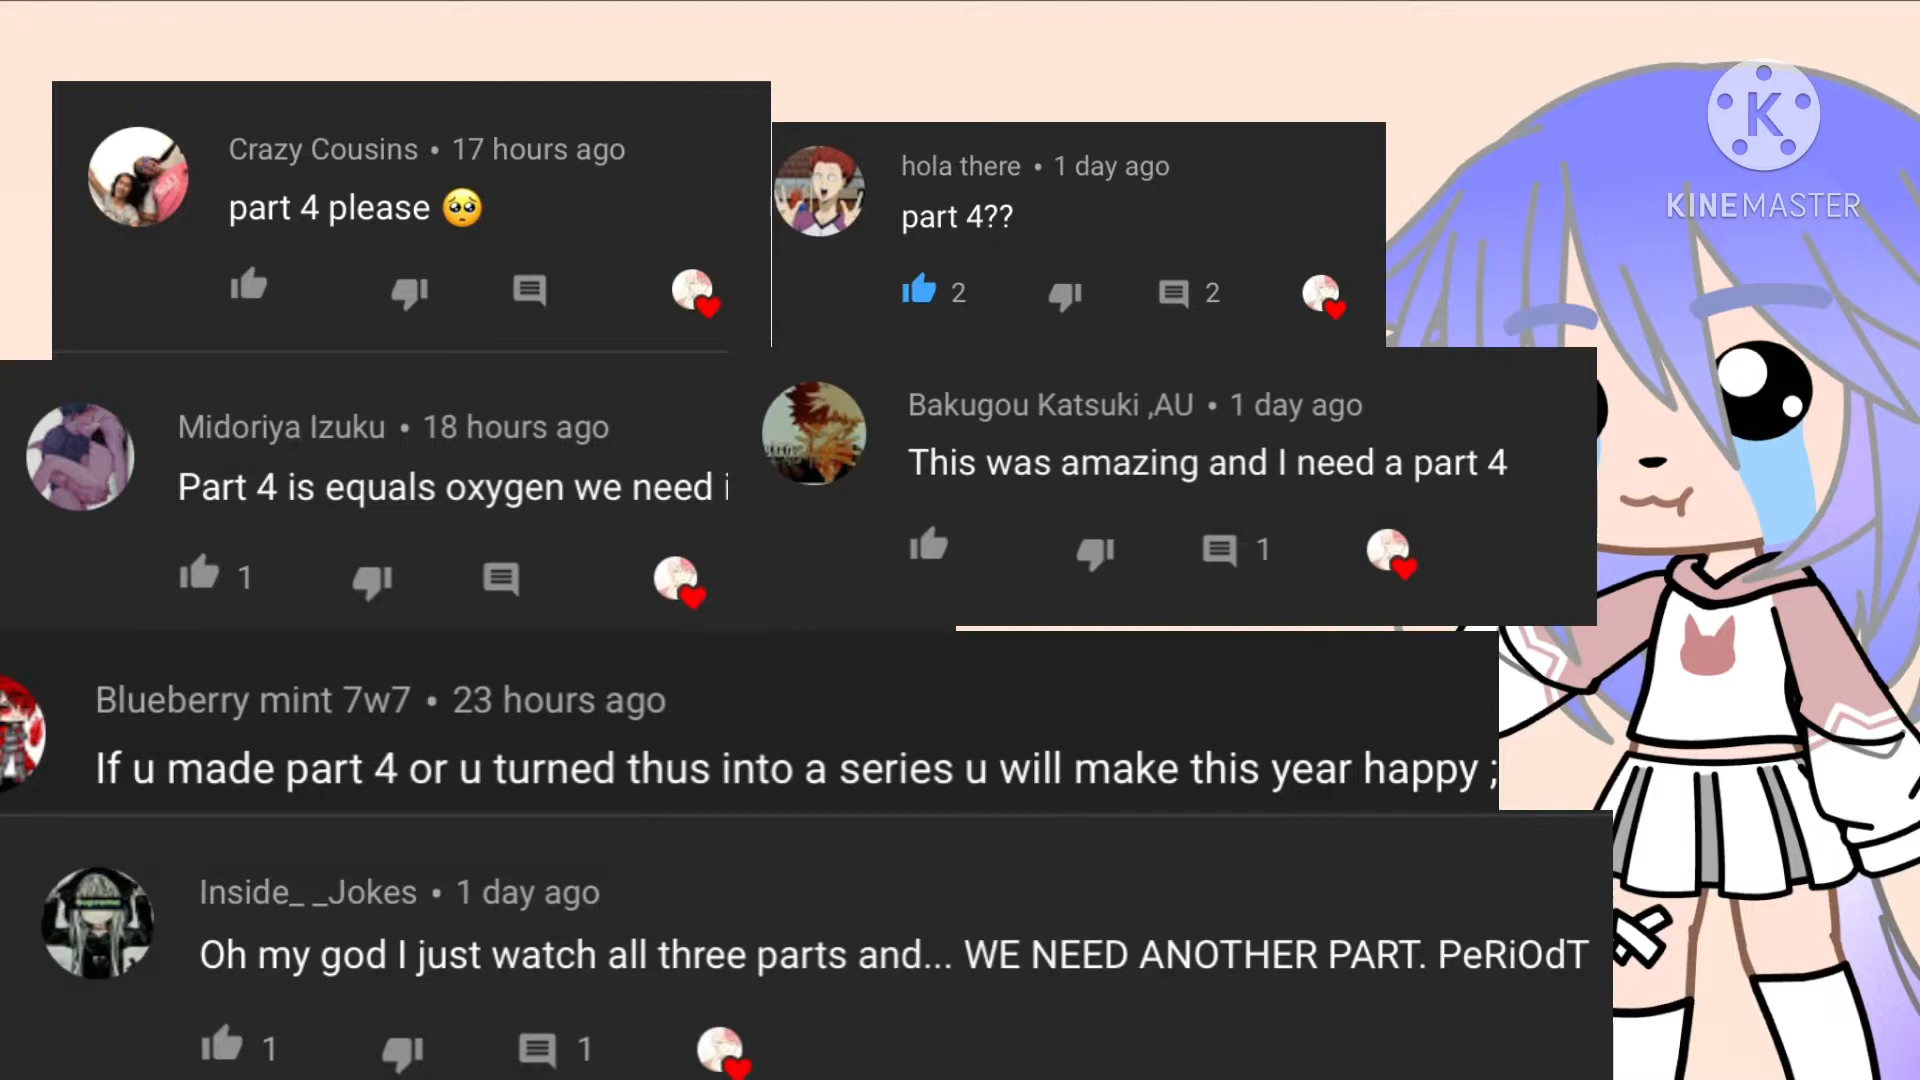 Crazy Cousins • 17 hours ago
part 4 please 🥺
hola there • 1 day ago
part 4??
2
2
Midoriya Izuku • 18 hours ago
Part 4 is equals oxygen we need
1
Bakugou Katsuki ,AU • 1 day ago
This was amazing and I need a part 4
1
Blueberry mint 7w7 • 23 hours ago
If u made part 4 or u turned thus into a series u will make this year happy ;
Inside_ _Jokes • 1 day ago
Oh my god I just watch all three parts and... WE NEED ANOTHER PART. PeRiOdT
1
1
K
KINEMASTER